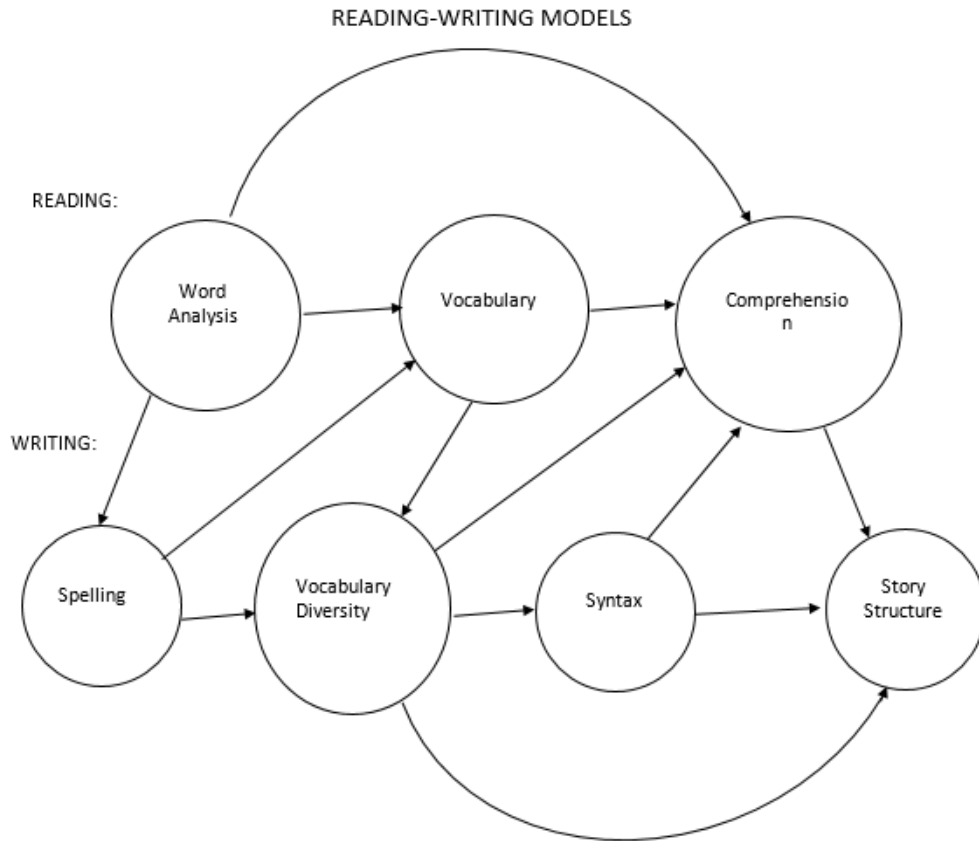 READING-WRITING MODELS
READING:
Word
Analysis
Vocabulary
Comprehensio
n
WRITING:
Spelling
Vocabulary
Diversity
Syntax
Story
Structure